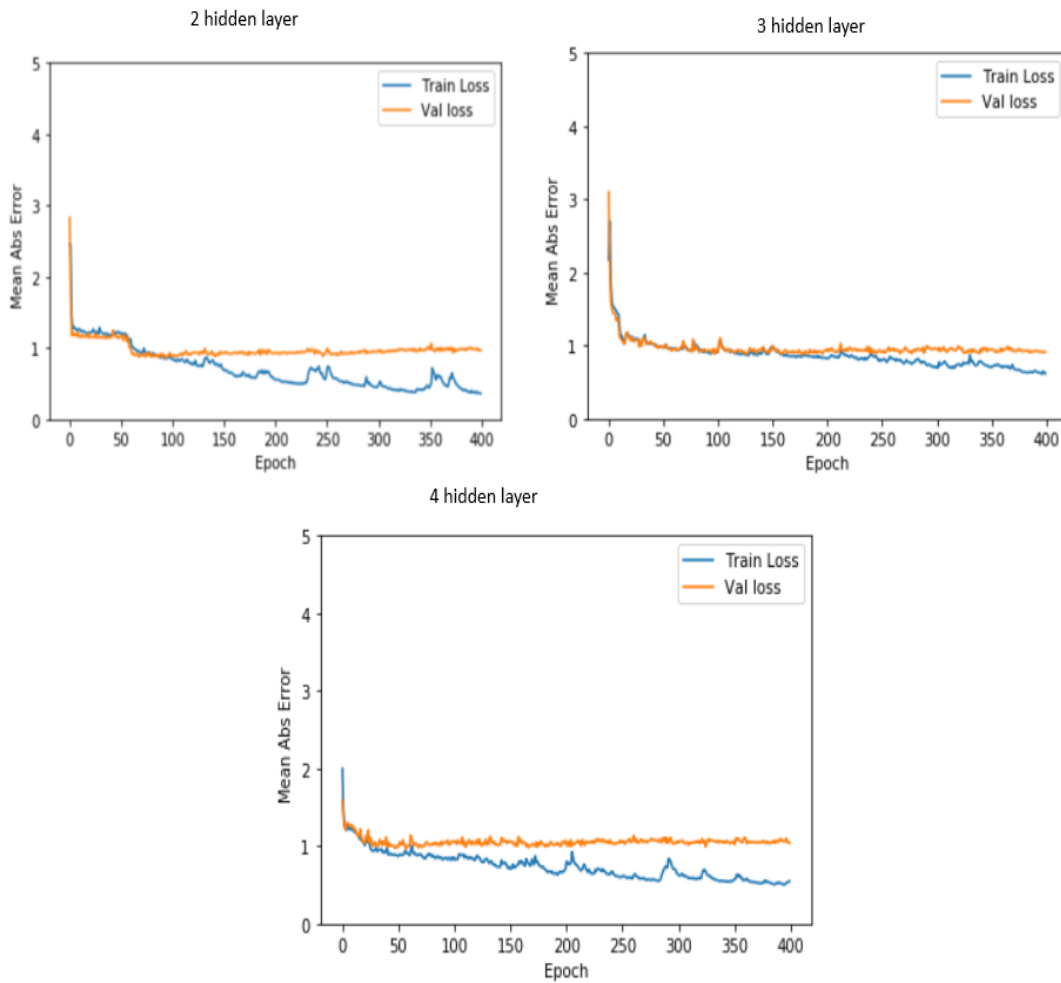 2 hidden layer
5
4
3
2
1
0
Mean Abs Error
Train Loss
Val loss
0 50 100 150 200 250 300 350 400
Epoch
3 hidden layer
5
4
3
2
1
0
Mean Abs Error
Train Loss
Val loss
0 50 100 150 200 250 300 350 400
Epoch
4 hidden layer
5
4
3
2
1
0
Mean Abs Error
Train Loss
Val loss
0 50 100 150 200 250 300 350 400
Epoch